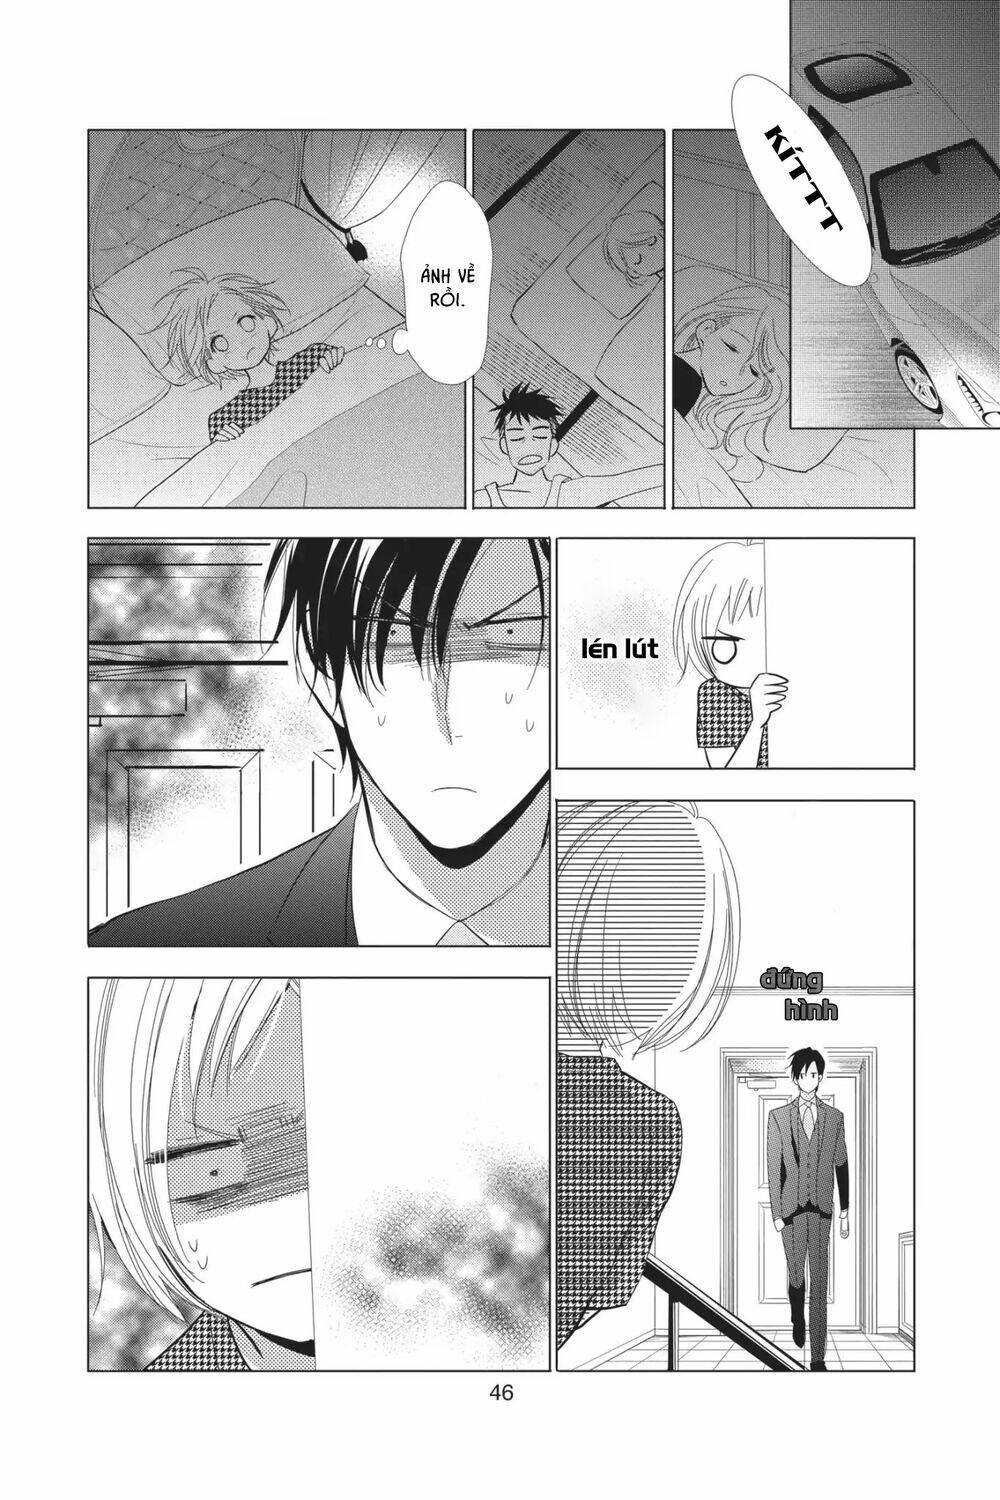 KÍTTT
ẢNH VỀ
RỒI.
lén lút
đứng
hình
46